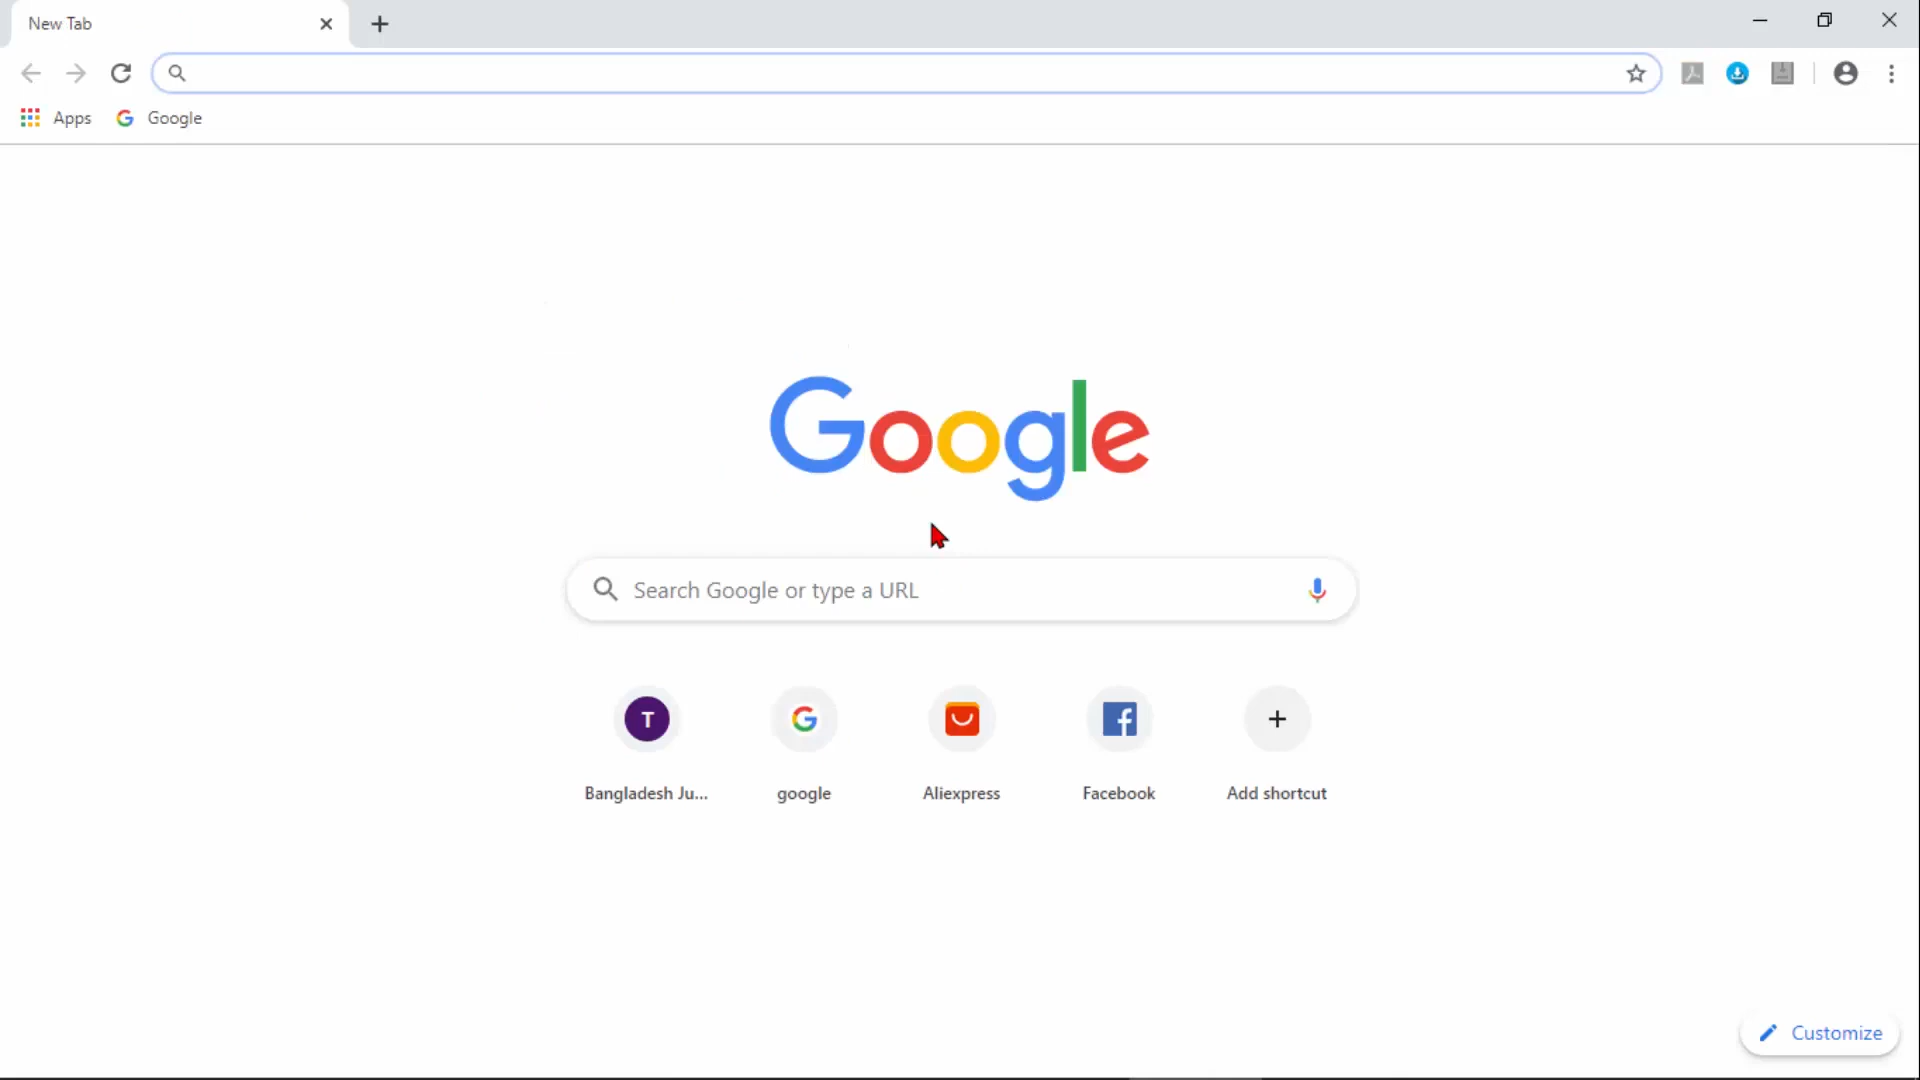 New Tab
Apps
Google
Google
Search Google or type a URL
T
Bangladesh Ju...
google
Aliexpress
Facebook
Add shortcut
Customize